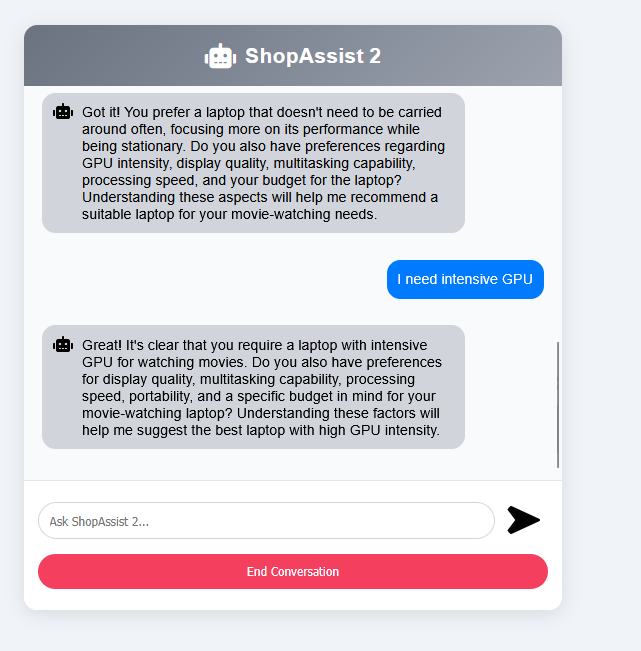 ShopAssist 2
Got it! You prefer a laptop that doesn't need to be carried
around often, focusing more on its performance while
being stationary. Do you also have preferences regarding
GPU intensity, display quality, multitasking capability,
processing speed, and your budget for the laptop?
Understanding these aspects will help me recommend a
suitable laptop for your movie-watching needs.
I need intensive GPU
Great! It's clear that you require a laptop with intensive
GPU for watching movies. Do you also have preferences
for display quality, multitasking capability, processing
speed, portability, and a specific budget in mind for your
movie-watching laptop? Understanding these factors will
help me suggest the best laptop with high GPU intensity.
Ask ShopAssist 2...
End Conversation